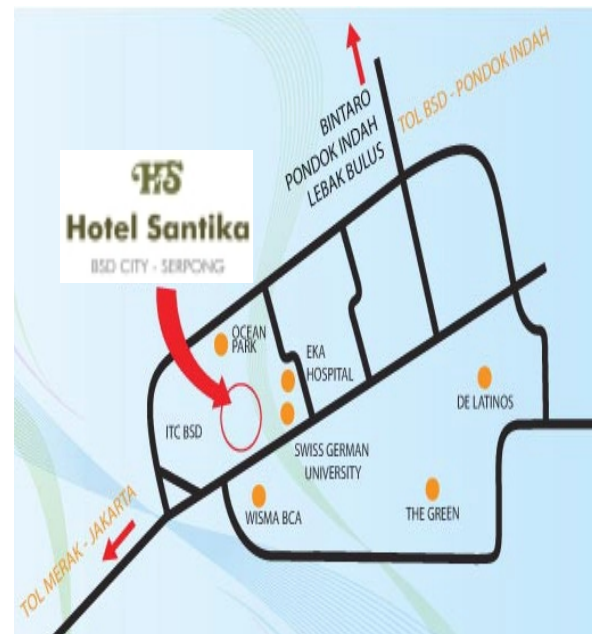 BINTARO
PONDOK INDAH
LEBAK BULUS
TOL BSD - PONDOK INDAH
HS
Hotel Santika
BSD CITY - SERPONG
OCEAN
PARK
EKA
HOSPITAL
DE LATINOS
ITC BSD
SWISS GERMAN
UNIVERSITY
WISMA BCA
THE GREEN
TOL MERAK - JAKARTA